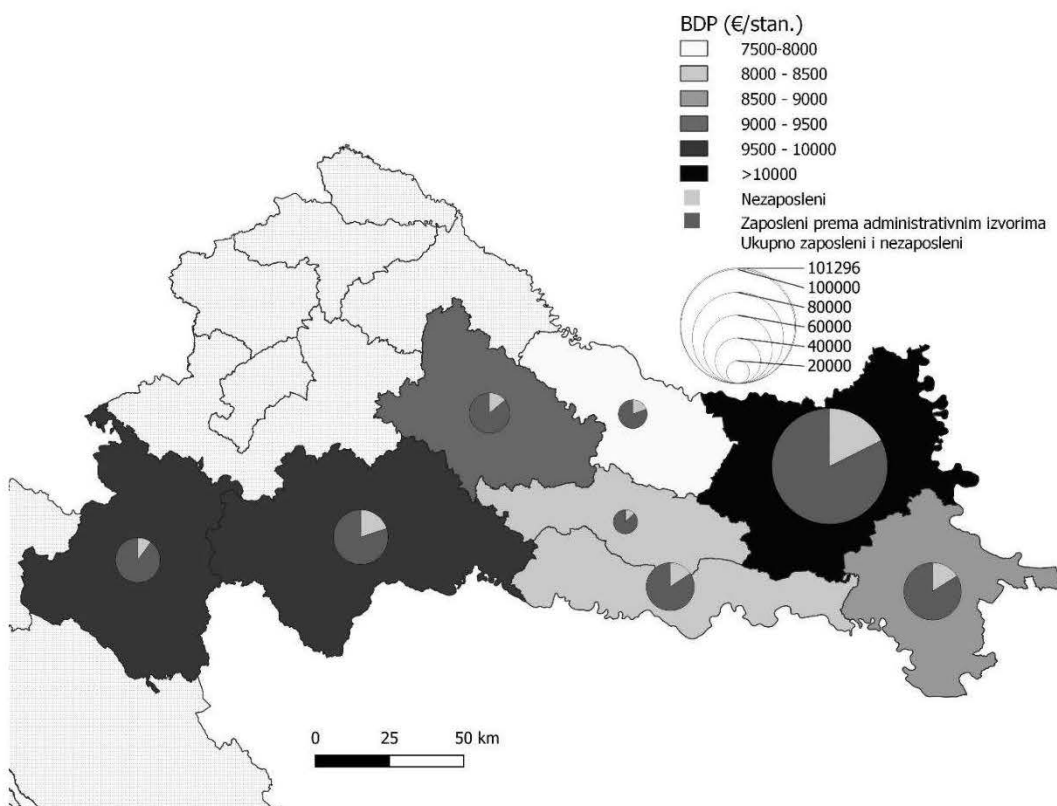 BDP (€/stan.)
7500-8000
8000 - 8500
8500 - 9000
9000 - 9500
9500 - 10000
>10000
Nezaposleni
Zaposleni prema administrativnim izvorima
Ukupno zaposleni i nezaposleni
101296
100000
80000
60000
40000
20000
0 25 50 km